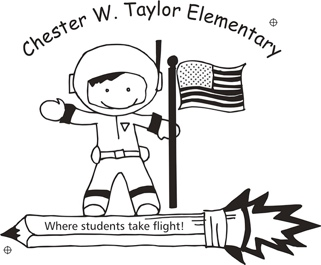 Chester W. Taylor Elementary
Where students take flight!